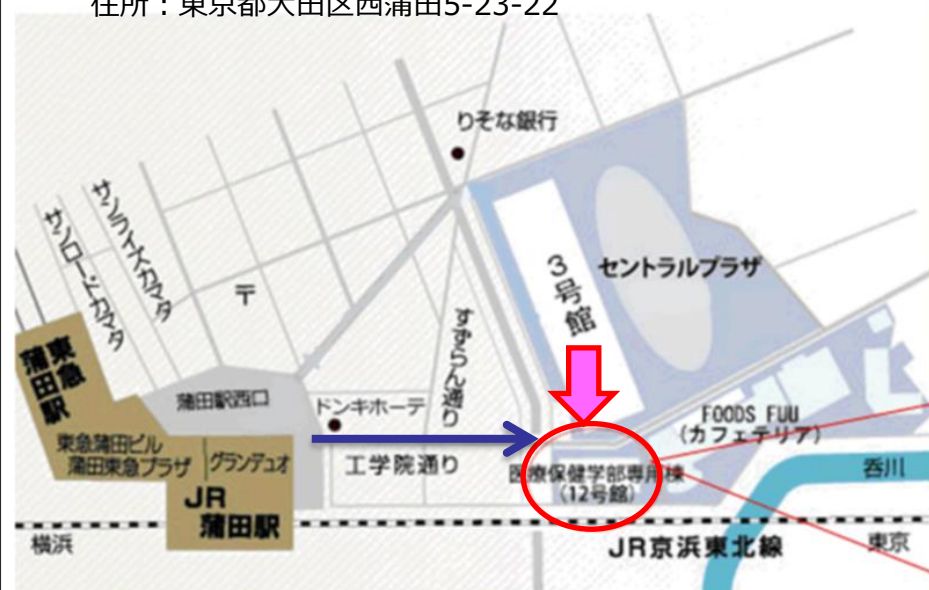 住所：東京都大田区西蒲田5-23-22
りそな銀行
サンライズカマタ
サンロードカマタ
〒
3号館
セントラルプラザ
すずらん通り
東急
蒲田駅
蒲田駅西口
ドンキホーテ
FOODS FUU
(カフェテリア)
東急蒲田ビル
蒲田東急プラザ
グランデュオ
工学院通り
医療保健学部専用棟
(12号館)
呑川
JR
蒲田駅
横浜
JR京浜東北線
東京